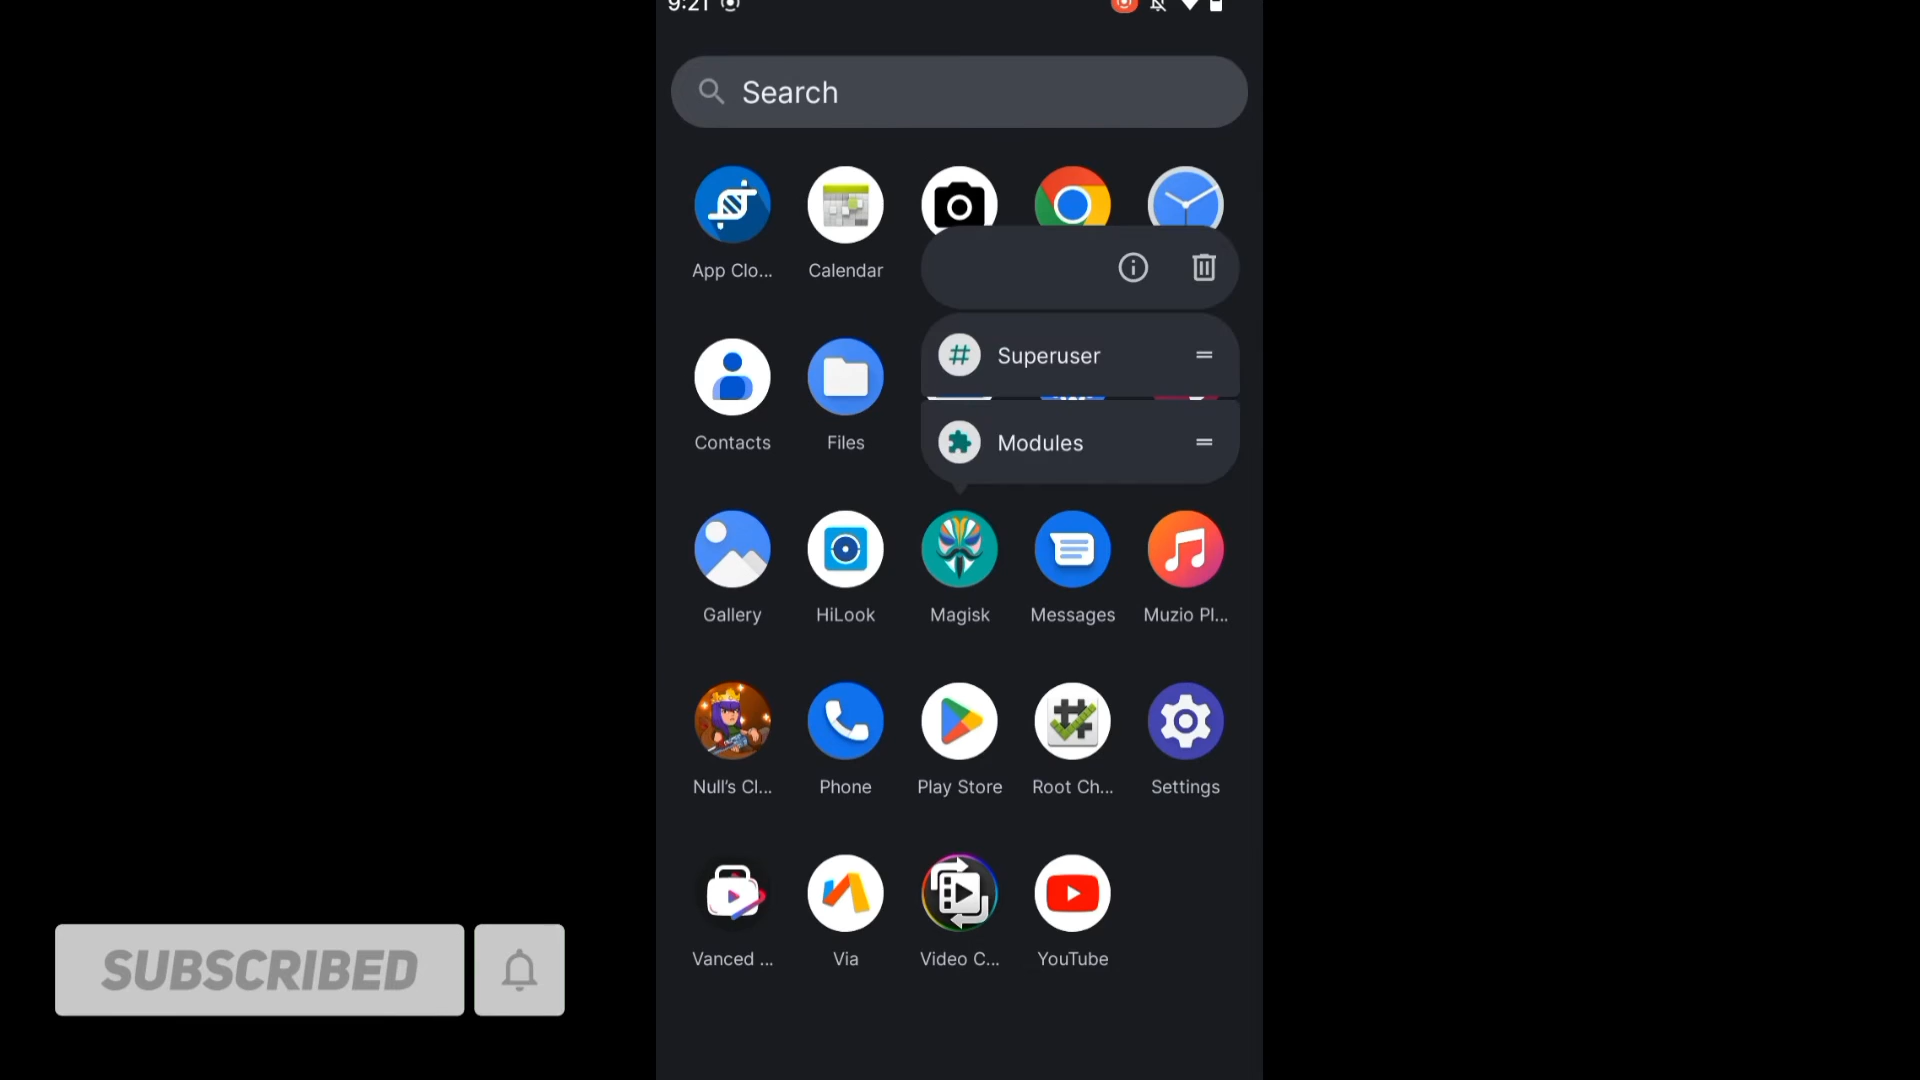 9:21
Search
App Clo...
Calendar
Superuser
Contacts
Files
Modules
Gallery
HiLook
Magisk
Messages
Muzio Pl...
Null's Cl...
Phone
Play Store
Root Ch...
Settings
Vanced ...
Via
Video C...
YouTube
SUBSCRIBED